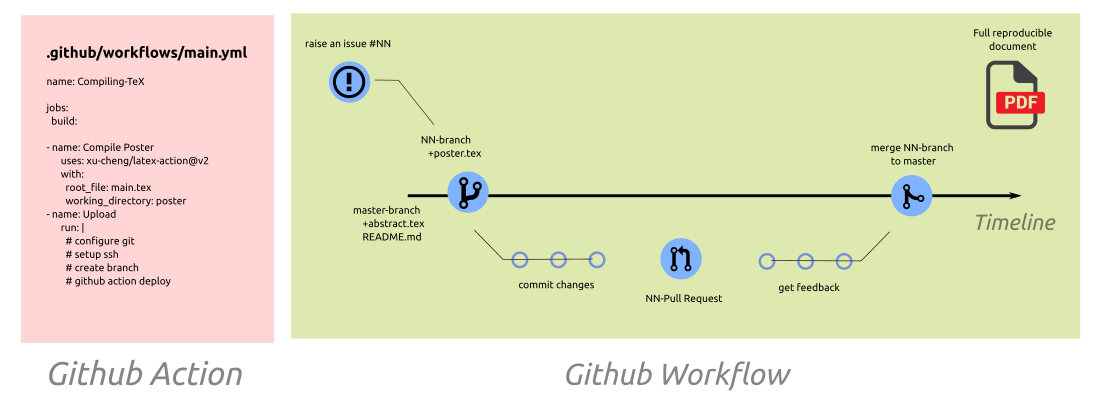 .github/workflows/main.yml
name: Compiling-TeX
jobs:
build:
- name: Compile Poster
uses: xu-cheng/latex-action@v2
with:
root_file: main.tex
working_directory: poster
- name: Upload
run: |
# configure git
# setup ssh
# create branch
# github action deploy
Github Action
raise an issue #NN
NN-branch
+poster.tex
master-branch
+abstract.tex
README.md
commit changes
NN-Pull Request
get feedback
merge NN-branch
to master
Full reproducible
document
PDF
Timeline
Github Workflow